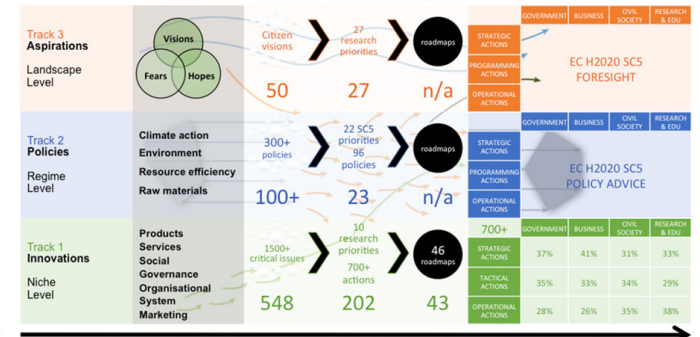 Track 3
Aspirations
Landscape
Level
Visions
Fears
Hopes
Citizen
visions
50
27
research
priorities
27
roadmaps
n/a
GOVERNMENT
BUSINESS
CIVIL
SOCIETY
RESEARCH
& EDU
STRATEGIC
ACTIONS
PROGRAMMING
ACTIONS
OPERATIONAL
ACTIONS
EC H2020 SC5
FORESIGHT
Track 2
Policies
Regime
Level
Climate action
Environment
Resource efficiency
Raw materials
300+
policies
100+
22 SC5
priorities
96
policies
23
roadmaps
n/a
GOVERNMENT
BUSINESS
CIVIL
SOCIETY
RESEARCH
& EDU
STRATEGIC
ACTIONS
PROGRAMMING
ACTIONS
OPERATIONAL
ACTIONS
EC H2020 SC5
POLICY ADVICE
Track 1
Innovations
Niche
Level
Products
Services
Social
Governance
Organisational
System
Marketing
1500+
critical issues
548
10
research
priorities
700+
actions
202
46
roadmaps
43
700+
GOVERNMENT
BUSINESS
CIVIL
SOCIETY
RESEARCH
& EDU
STRATEGIC
ACTIONS
37% 41% 31% 33%
TACTICAL
ACTIONS
35% 33% 34% 29%
OPERATIONAL
ACTIONS
28% 26% 35% 38%